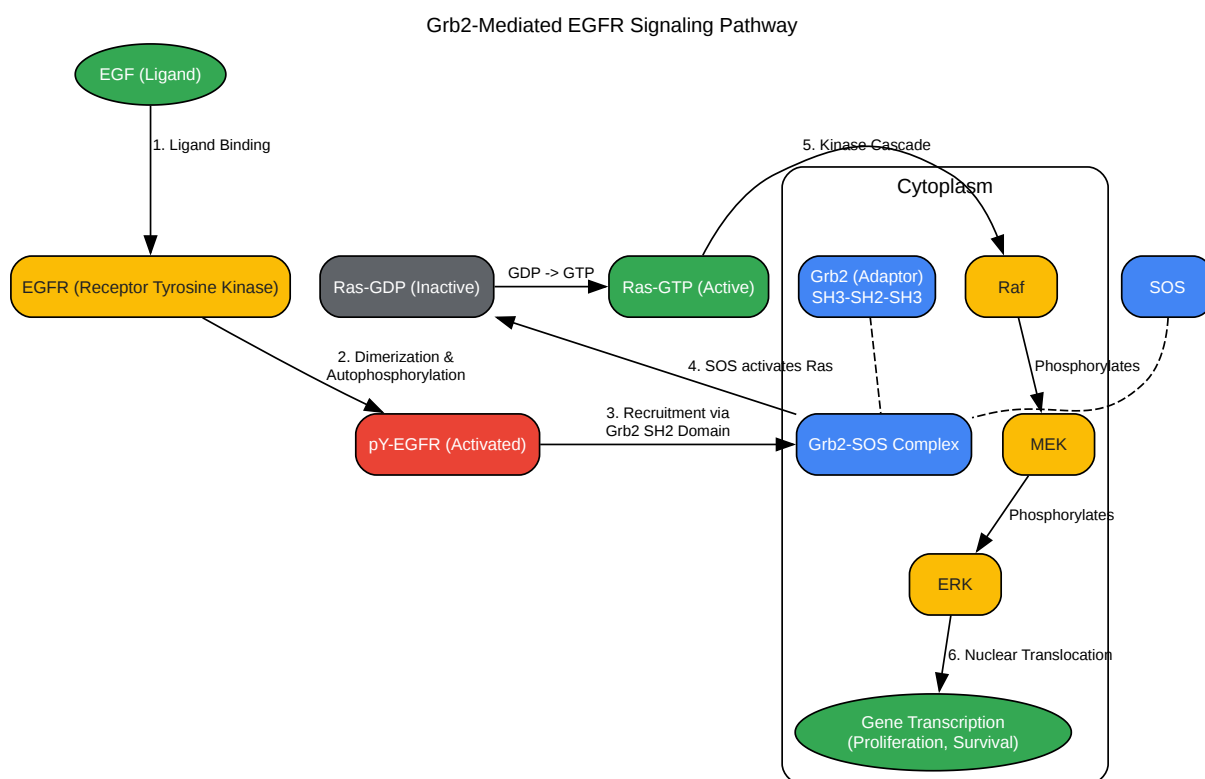 Grb2-Mediated EGFR Signaling Pathway
EGF (Ligand)
1. Ligand Binding
5. Kinase Cascade
Cytoplasm
EGFR (Receptor Tyrosine Kinase)
Ras-GDP (Inactive)
GDP -> GTP
Ras-GTP (Active)
Grb2 (Adaptor)
SH3-SH2-SH3
Raf
SOS
2. Dimerization &
Autophosphorylation
4. SOS activates Ras
Phosphorylates
pY-EGFR (Activated)
3. Recruitment via
Grb2 SH2 Domain
Grb2-SOS Complex
MEK
Phosphorylates
ERK
6. Nuclear Translocation
Gene Transcription
(Proliferation, Survival)